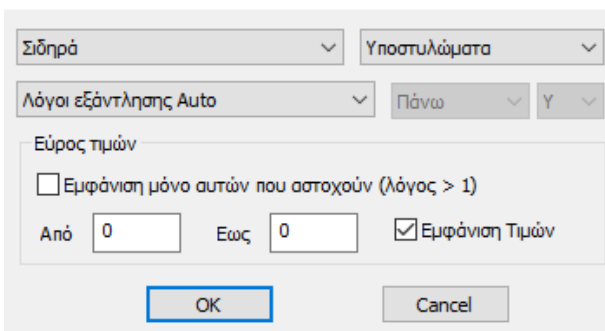 Σιδηρά Υποστυλώματα
Λόγοι εξάντλησης Auto Πάνω Y
Εύρος τιμών
Εμφάνιση μόνο αυτών που αστοχούν (λόγος > 1)
Από 0 Εως 0 Εμφάνιση Τιμών
OK Cancel